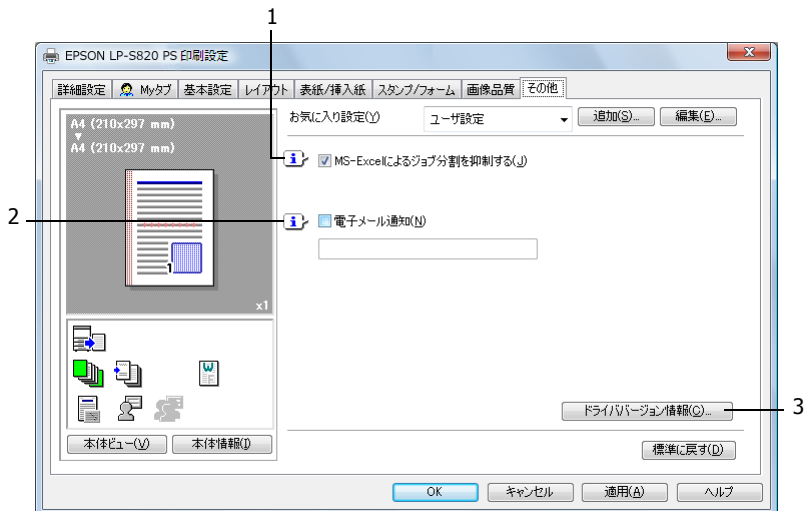 1
EPSON LP-S820 PS 印刷設定
詳細設定 Myタブ 基本設定 レイアウト 表紙/挿入紙 スタンプ/フォーム 画像品質 その他
A4 (210x297 mm)
A4 (210x297 mm)
1
x1
W
F
本体ビュー(V) 本体情報(I)
お気に入り設定(Y) ユーザ設定 追加(S)... 編集(E)...
MS-Excelによるジョブ分割を抑制する(J)
2
電子メール通知(N)
ドライババージョン情報(C)...
3
標準に戻す(D)
OK キャンセル 適用(A) ヘルプ